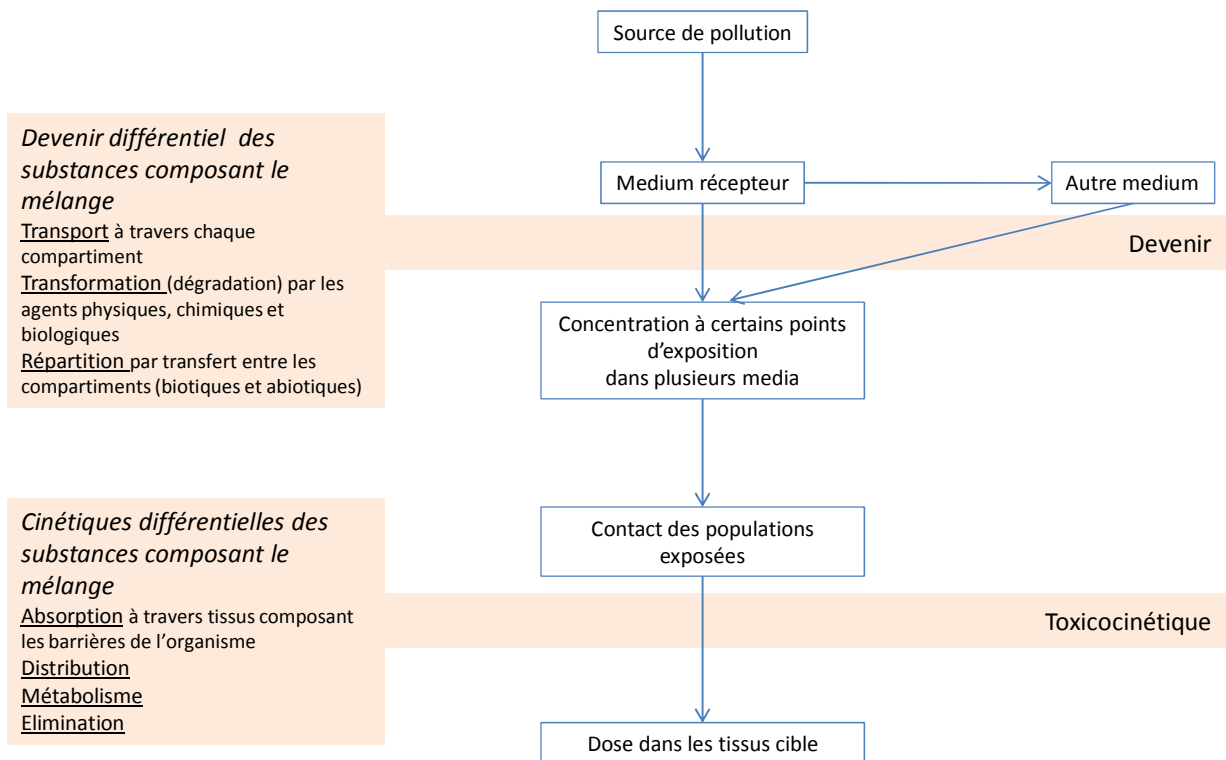 Source de pollution
Devenir différentiel des
substances composant le
mélange
Transport à travers chaque
compartiment
Transformation (dégradation) par les
agents physiques, chimiques et
biologiques
Répartition par transfert entre les
compartiments (biotiques et abiotiques)
Medium récepteur
Autre medium
Devenir
Concentration à certains points
d’exposition
dans plusieurs media
Cinétiques différentielles des
substances composant le
mélange
Absorption à travers tissus composant
les barrières de l’organisme
Distribution
Métabolisme
Elimination
Contact des populations
exposées
Toxicocinétique
Dose dans les tissus cible